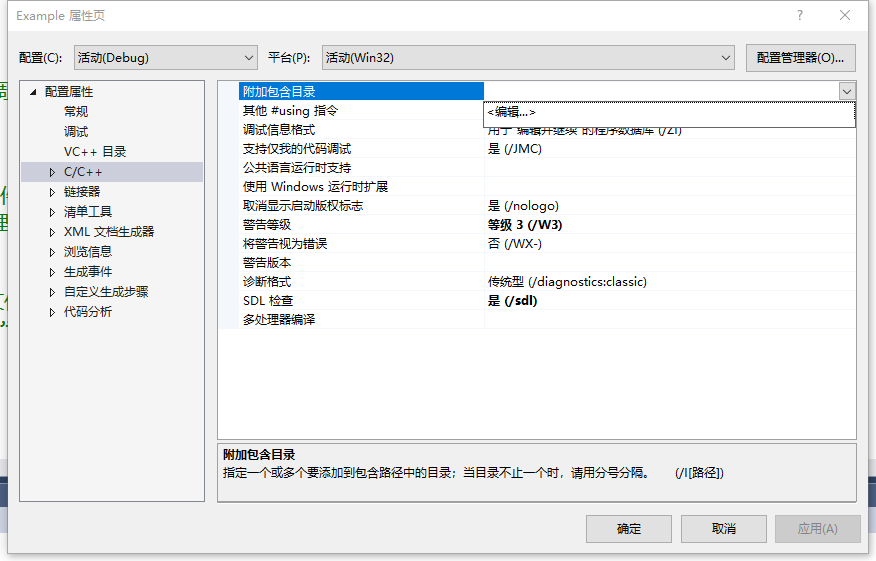 Example 属性页
配置(C): 活动(Debug) 平台(P): 活动(Win32) 配置管理器(O)...
配置属性
常规
调试
VC++ 目录
C/C++
链接器
清单工具
XML 文档生成器
浏览信息
生成事件
自定义生成步骤
代码分析
附加包含目录
<编辑...>
其他 #using 指令
调试信息格式 用于“编辑并继续”的程序数据库 (/ZI)
支持仅我的代码调试 是 (/JMC)
公共语言运行时支持
使用 Windows 运行时扩展
取消显示启动版权标志 是 (/nologo)
警告等级 等级 3 (/W3)
将警告视为错误 否 (/WX-)
警告版本
诊断格式 传统型 (/diagnostics:classic)
SDL 检查 是 (/sdl)
多处理器编译
附加包含目录
指定一个或多个要添加到包含路径中的目录；当目录不止一个时，请用分号分隔。 (/I[路径])
确定 取消 应用(A)